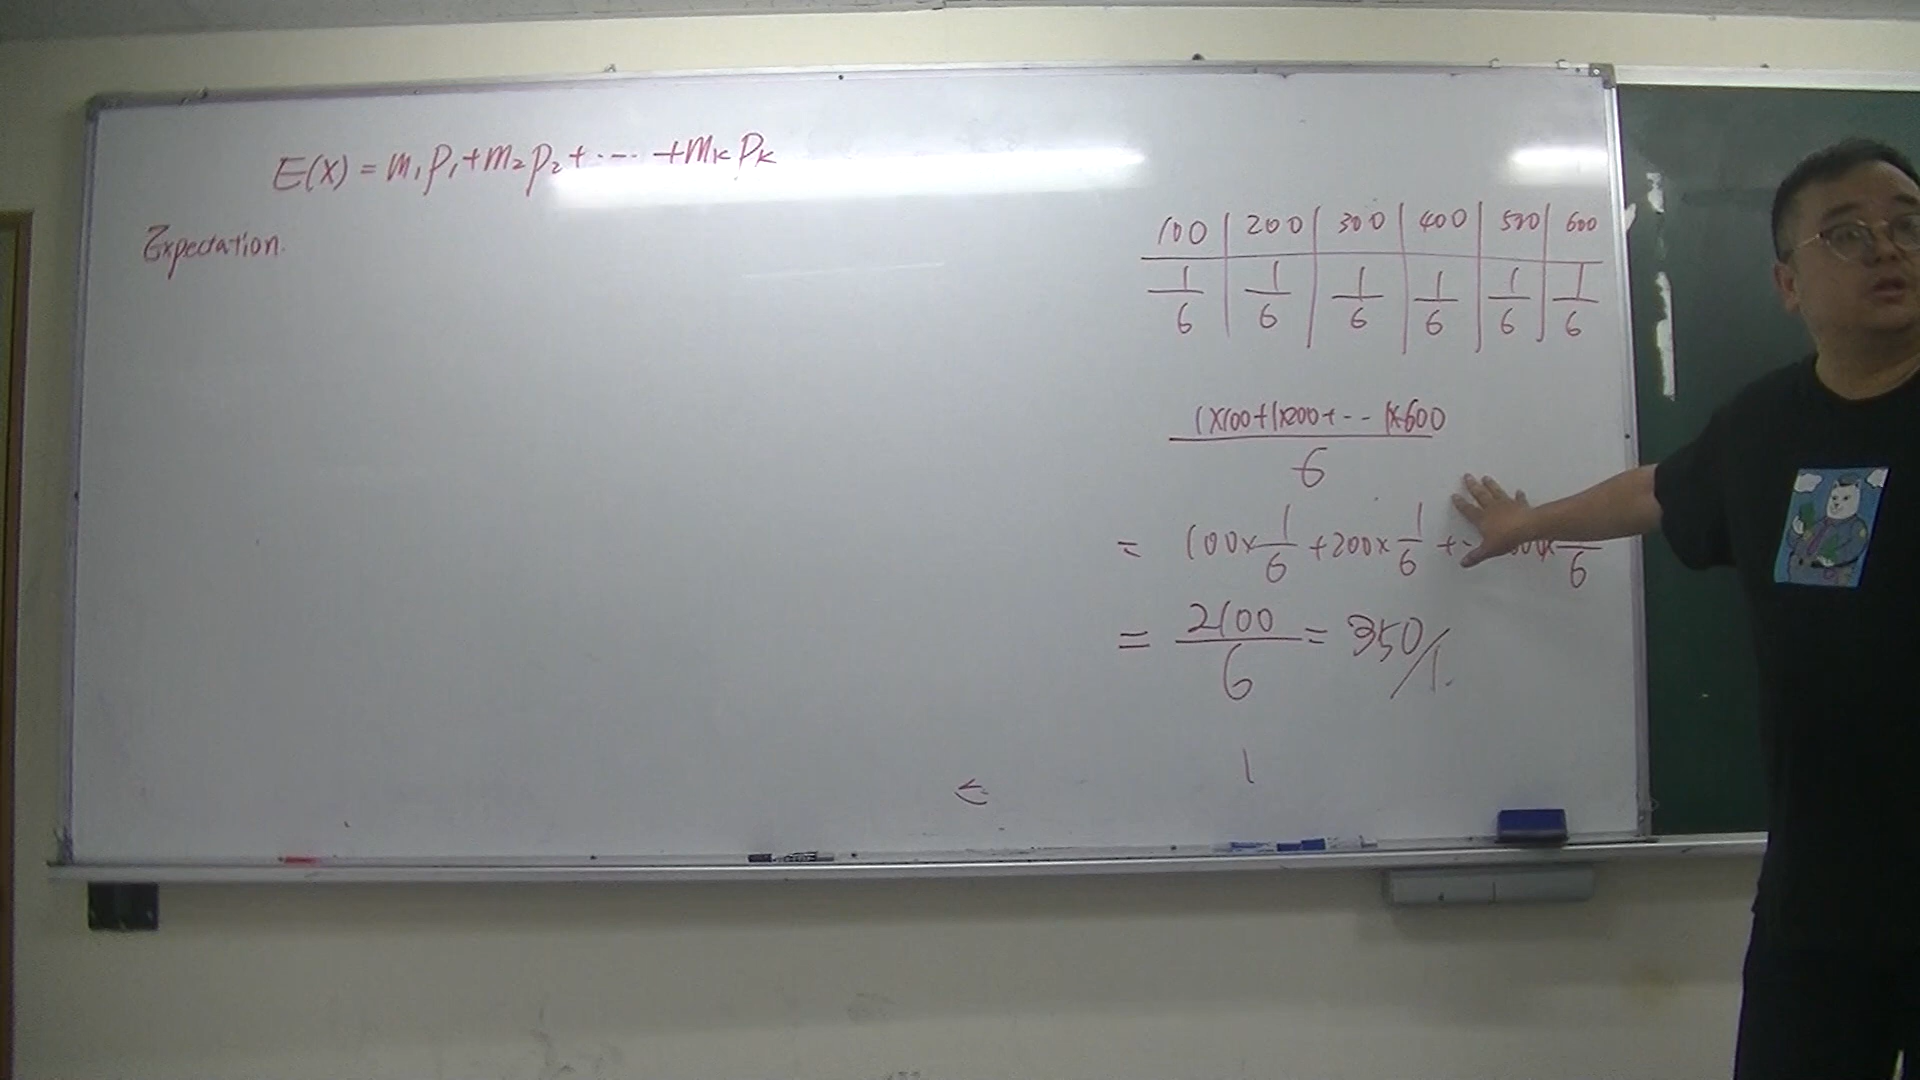 E(X) = m₁p₁+m₂p₂+ ---- +mₖpₖ
Expectation.
100 | 200 | 300 | 400 | 500 | 600
1/6 | 1/6 | 1/6 | 1/6 | 1/6 | 1/6
(1×100+1×200+ --- 1×600)/6
= 100×1/6 +200×1/6 +
= 2100/6 = 350
1